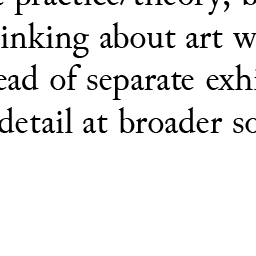 practice/theory, b
inking about art w
ead of separate exhi
detail at broader so